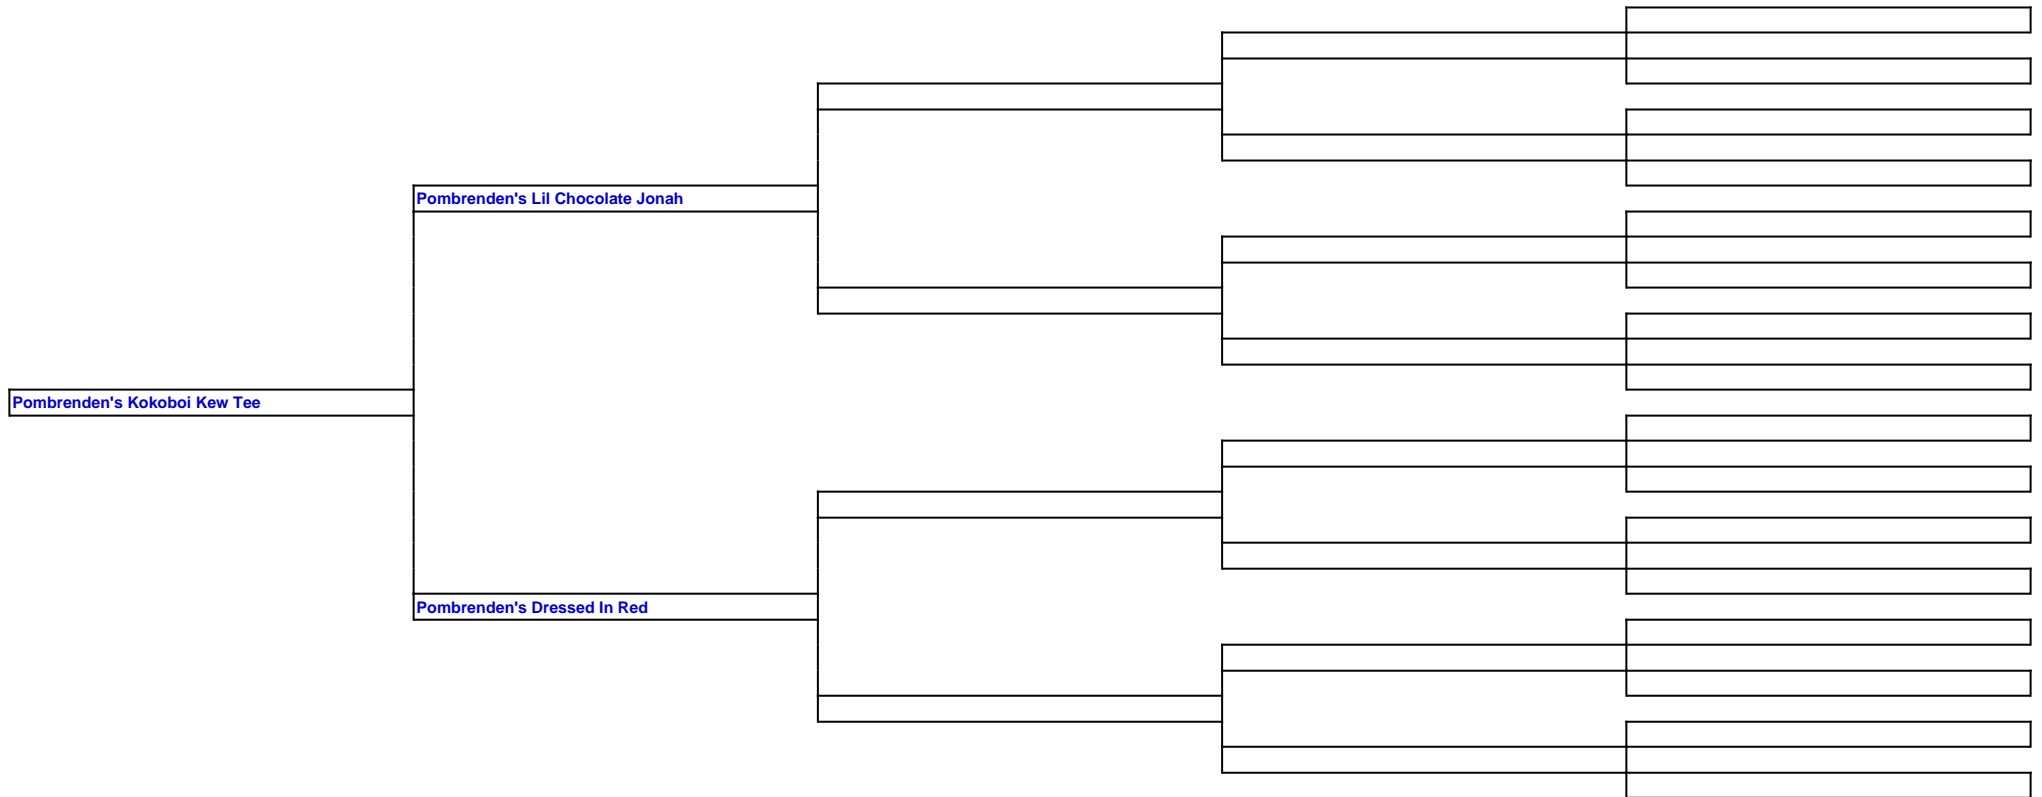 Pombrenden's Lil Chocolate Jonah
Pombrenden's Kokoboi Kew Tee
Pombrenden's Dressed In Red